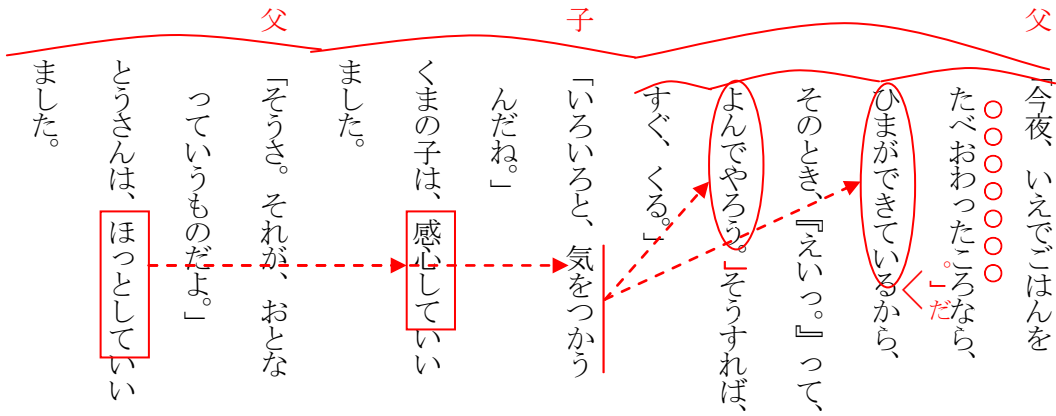 父
「今夜、いえでごはんを
○○○○○○○
たべおわったころなら、
。」だ
ひまができているから、
そのとき、『えいっ。』って、
よんでやろう。」そうすれば、
すぐ、くる。」
子
「いろいろと、気をつかう
んだね。」
くまの子は、感心していい
ました。
父
「そうさ。それが、おとな
っていうものだよ。」
とうさんは、ほっとしていい
ました。